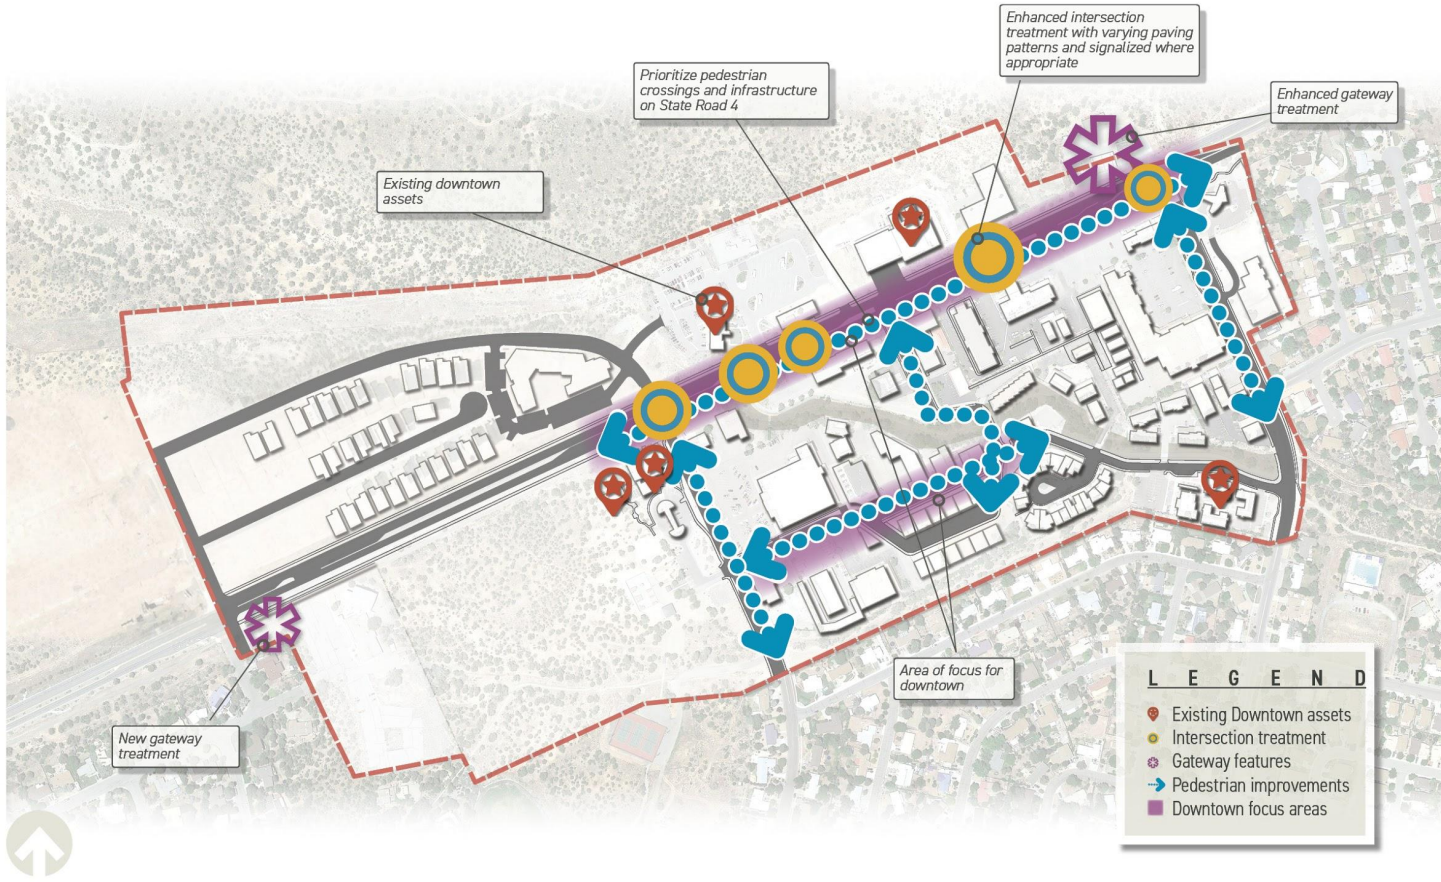 Enhanced intersection
treatment with varying paving
patterns and signalized where
appropriate
Prioritize pedestrian
crossings and infrastructure
on State Road 4
Enhanced gateway
treatment
Existing downtown
assets
Area of focus for
downtown
New gateway
treatment
LEGEND
Existing Downtown assets
Intersection treatment
Gateway features
Pedestrian improvements
Downtown focus areas